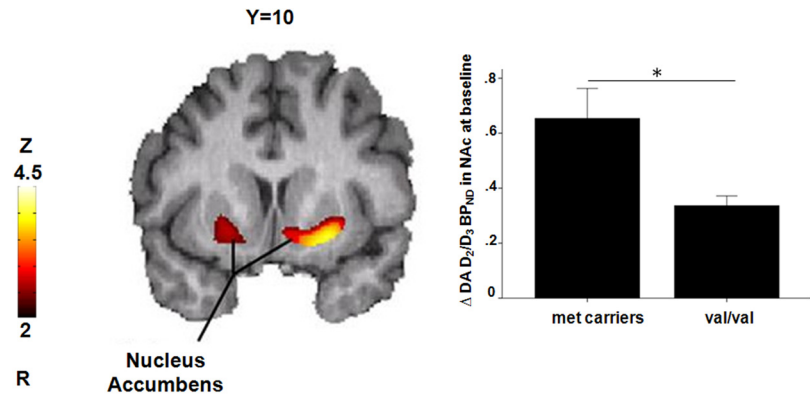 Y=10
Z
4.5
2
R
Nucleus
Accumbens
Δ DA D2/D3 BPND in NAc at baseline
.8
.6
.4
.2
0
*
met carriers
val/val